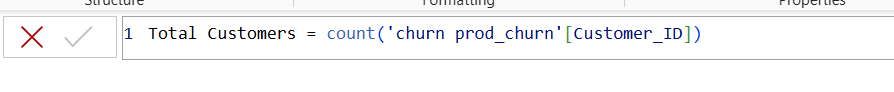 Structure Formatting Properties
1 Total Customers = count('churn prod_churn'[Customer_ID])